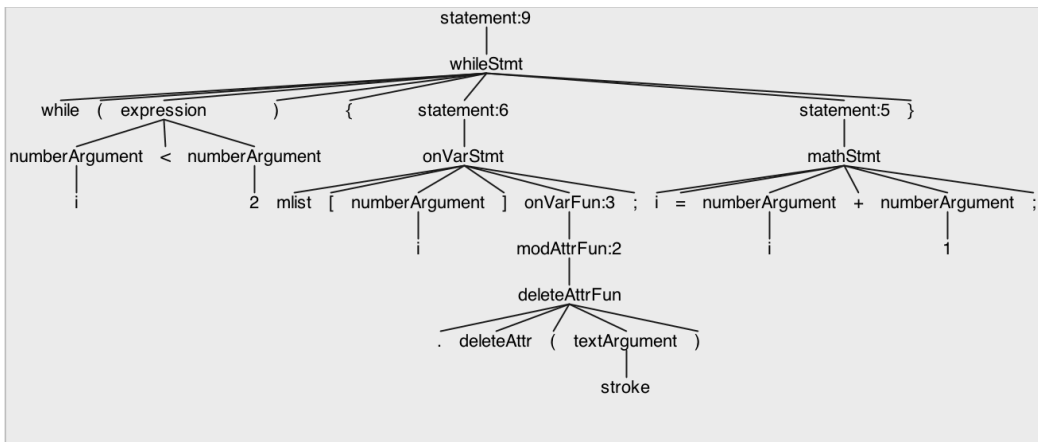 statement:9
whileStmt
while ( expression ) { statement:6 statement:5 }
numberArgument < numberArgument onVarStmt mathStmt
i 2 mlist [ numberArgument ] onVarFun:3 ; i = numberArgument + numberArgument ;
i modAttrFun:2 i 1
deleteAttrFun
. deleteAttr ( textArgument )
stroke